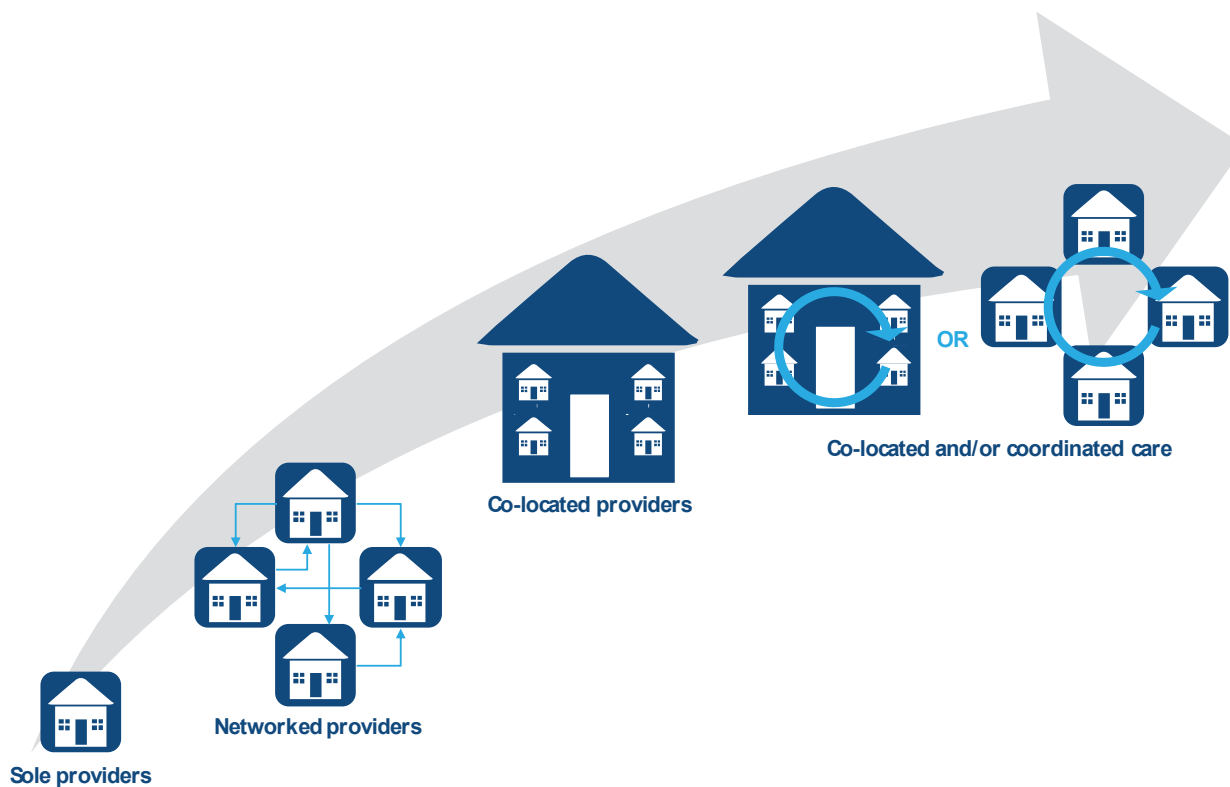 Sole providers
Networked providers
Co-located providers
OR
Co-located and/or coordinated care